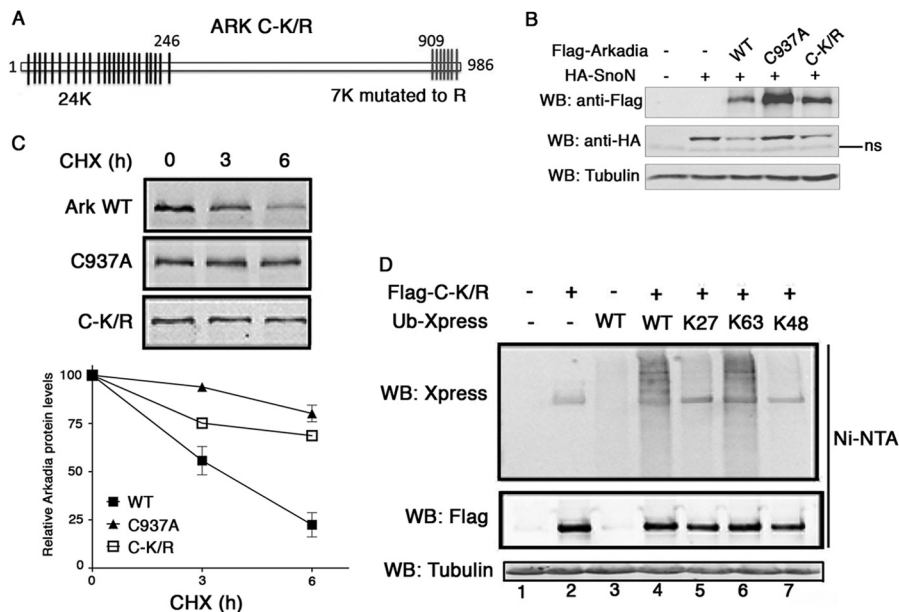 A
ARK C-K/R
246
909
1
986
24K
7K mutated to R
B
Flag-Arkadia - - WT C937A C-K/R
HA-SnoN - + + + +
WB: anti-Flag
WB: anti-HA
ns
WB: Tubulin
C
CHX (h) 0 3 6
Ark WT
C937A
C-K/R
Relative Arkadia protein levels
100
75
50
25
0
WT
C937A
C-K/R
0 3 6
CHX (h)
D
Flag-C-K/R - + - + + + +
Ub-Xpress - - WT WT K27 K63 K48
WB: Xpress
Ni-NTA
WB: Flag
WB: Tubulin
1 2 3 4 5 6 7